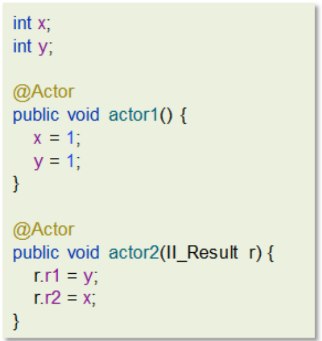 int x;
int y;

@Actor
public void actor1() {
   x = 1;
   y = 1;
}

@Actor
public void actor2(II_Result r) {
   r.r1 = y;
   r.r2 = x;
}